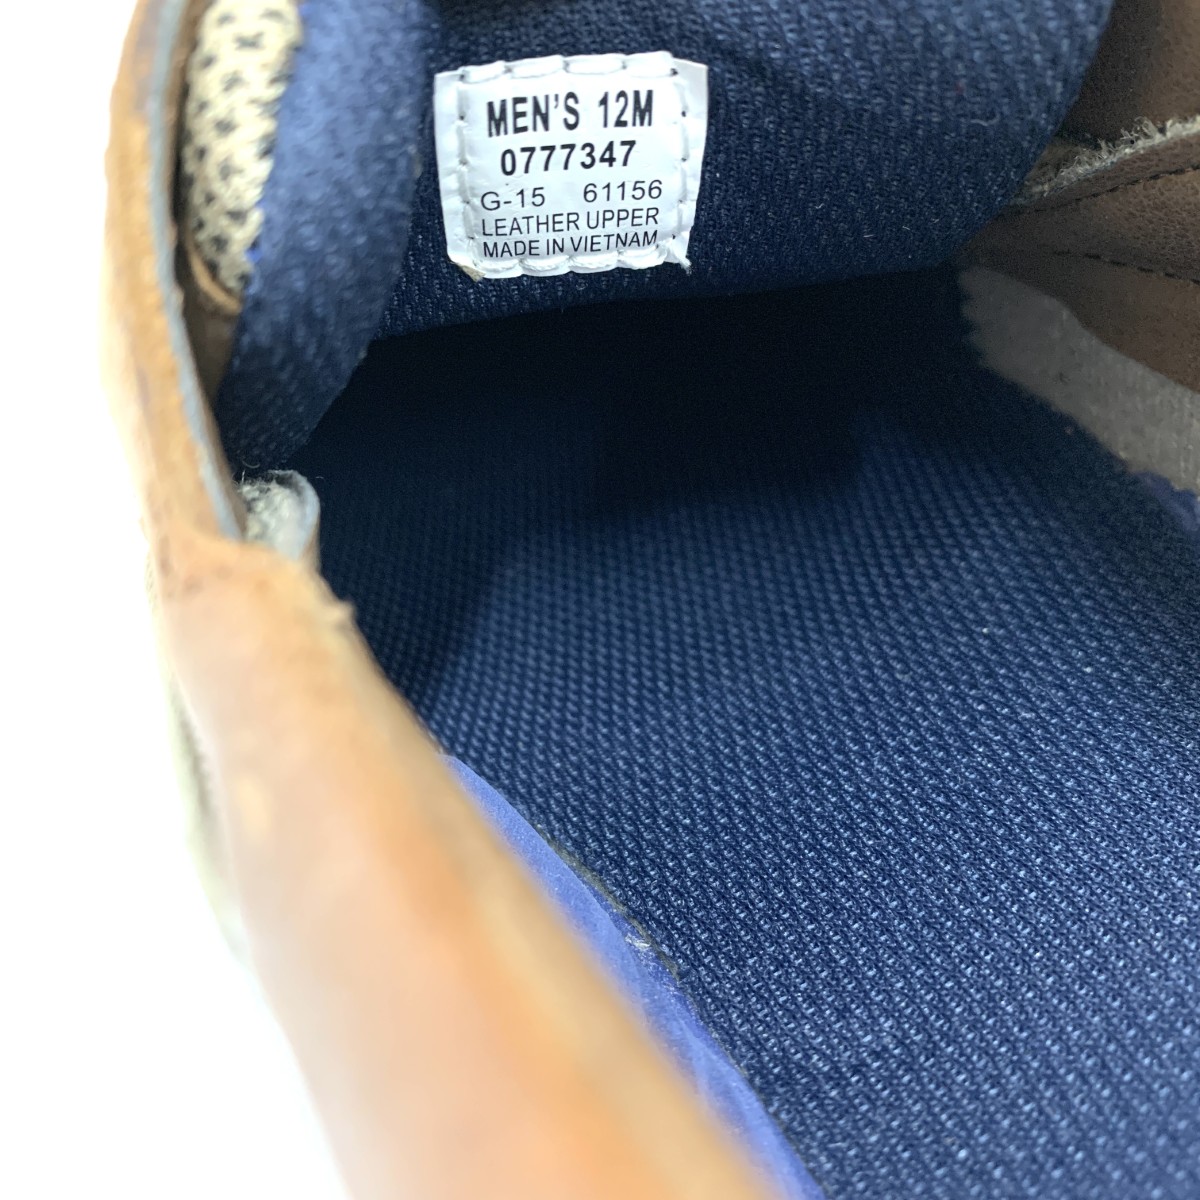 MEN'S 12M
0777347
G-15 61156
LEATHER UPPER
MADE IN VIETNAM